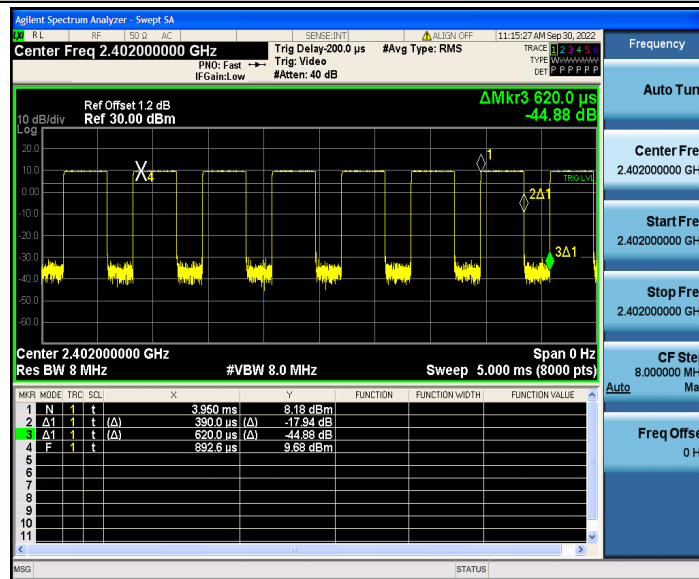 Agilent Spectrum Analyzer - Swept SA
LXI RL RF 50 Ω AC SENSE:INT ALIGN OFF 11:15:27 AM Sep 30, 2022
Center Freq 2.402000000 GHz
PNO: Fast
IFGain:Low
Trig Delay-200.0 µs
Trig: Video
#Atten: 40 dB
#Avg Type: RMS
TRACE 1 2 3 4 5 6
TYPE WWWWWW
DET P P P P P P
ΔMkr3 620.0 µs
-44.88 dB
Ref Offset 1.2 dB
10 dB/div Ref 30.00 dBm
Log
20.0
10.0
0.00
-10.0
-20.0
-30.0
-40.0
-50.0
-60.0
X4
1
TRIG LVL
2Δ1
3Δ1
Center 2.402000000 GHz Span 0 Hz
Res BW 8 MHz #VBW 8.0 MHz Sweep 5.000 ms (8000 pts)
MKR MODE TRC SCL X Y FUNCTION FUNCTION WIDTH FUNCTION VALUE
1 N 1 t 3.950 ms 8.18 dBm
2 Δ1 1 t (Δ) 390.0 µs (Δ) -17.94 dB
3 Δ1 1 t (Δ) 620.0 µs (Δ) -44.88 dB
4 F 1 t 892.6 µs 9.68 dBm
5
6
7
8
9
10
11
MSG STATUS
Frequency
Auto Tun
Center Fre
2.402000000 GH
Start Fre
2.402000000 GH
Stop Fre
2.402000000 GH
CF Ste
8.000000 MH
Auto Ma
Freq Offse
0 H